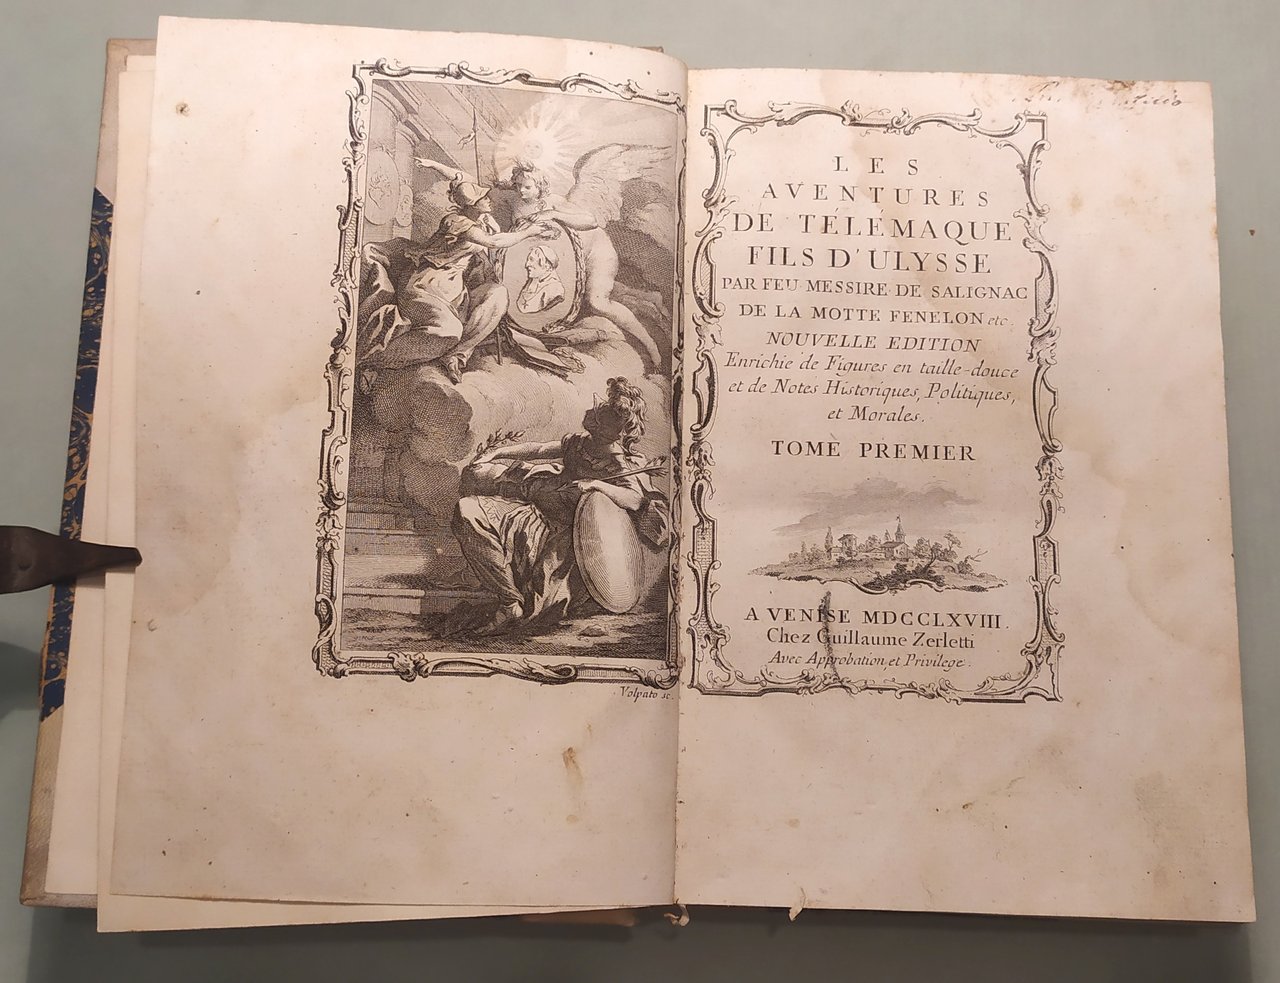 Volpato sc.
LES
AVENTURES
DE TÉLÉMAQUE
FILS D'ULYSSE
PAR FEU MESSIRE DE SALIGNAC
DE LA MOTTE FENELON etc.
NOUVELLE EDITION
Enrichie de Figures en taille-douce
et de Notes Historiques, Politiques,
et Morales.
TOME PREMIER
A VENISE MDCCLXVIII.
Chez Guillaume Zerletti
Avec Approbation, et Privilege.